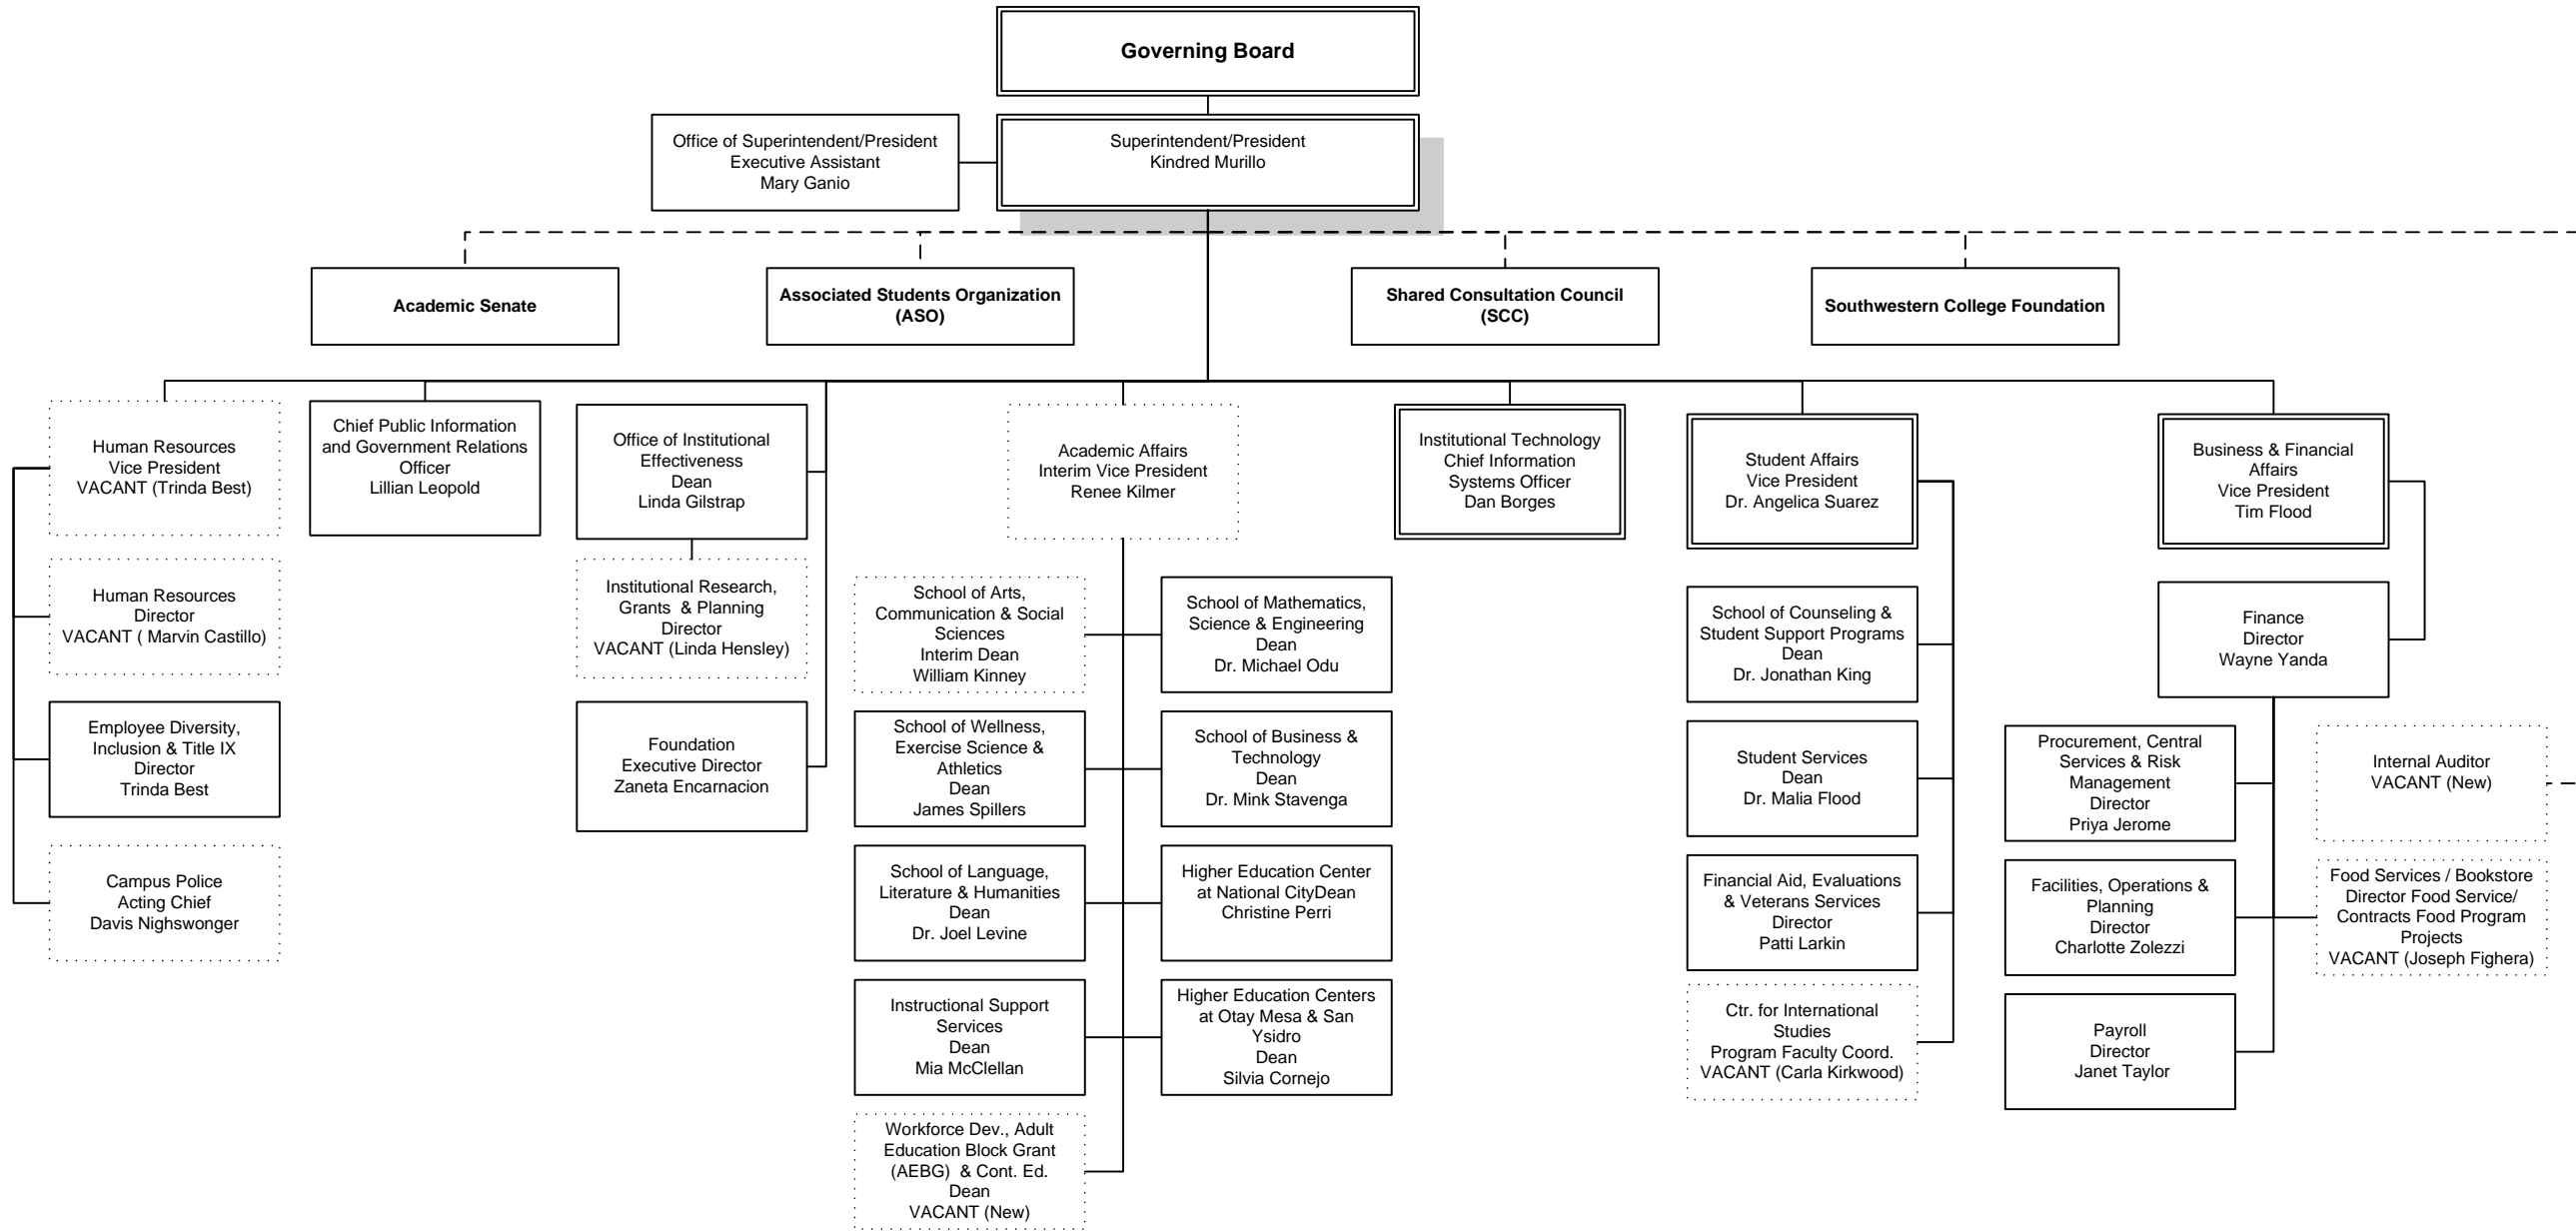 Governing Board
Office of Superintendent/President
Executive Assistant
Mary Ganio
Superintendent/President
Kindred Murillo
Academic Senate
Associated Students Organization
(ASO)
Shared Consultation Council
(SCC)
Southwestern College Foundation
Human Resources
Vice President
VACANT (Trinda Best)
Human Resources
Director
VACANT ( Marvin Castillo)
Employee Diversity,
Inclusion & Title IX
Director
Trinda Best
Campus Police
Acting Chief
Davis Nighswonger
Chief Public Information
and Government Relations
Officer
Lillian Leopold
Office of Institutional
Effectiveness
Dean
Linda Gilstrap
Institutional Research,
Grants & Planning
Director
VACANT (Linda Hensley)
Foundation
Executive Director
Zaneta Encarnacion
Academic Affairs
Interim Vice President
Renee Kilmer
School of Arts,
Communication & Social
Sciences
Interim Dean
William Kinney
School of Mathematics,
Science & Engineering
Dean
Dr. Michael Odu
School of Wellness,
Exercise Science &
Athletics
Dean
James Spillers
School of Business &
Technology
Dean
Dr. Mink Stavenga
School of Language,
Literature & Humanities
Dean
Dr. Joel Levine
Higher Education Center
at National CityDean
Christine Perri
Instructional Support
Services
Dean
Mia McClellan
Higher Education Centers
at Otay Mesa & San
Ysidro
Dean
Silvia Cornejo
Workforce Dev., Adult
Education Block Grant
(AEBG) & Cont. Ed.
Dean
VACANT (New)
Institutional Technology
Chief Information
Systems Officer
Dan Borges
Student Affairs
Vice President
Dr. Angelica Suarez
School of Counseling &
Student Support Programs
Dean
Dr. Jonathan King
Student Services
Dean
Dr. Malia Flood
Financial Aid, Evaluations
& Veterans Services
Director
Patti Larkin
Ctr. for International
Studies
Program Faculty Coord.
VACANT (Carla Kirkwood)
Business & Financial
Affairs
Vice President
Tim Flood
Finance
Director
Wayne Yanda
Procurement, Central
Services & Risk
Management
Director
Priya Jerome
Internal Auditor
VACANT (New)
Facilities, Operations &
Planning
Director
Charlotte Zolezzi
Food Services / Bookstore
Director Food Service/
Contracts Food Program
Projects
VACANT (Joseph Fighera)
Payroll
Director
Janet Taylor